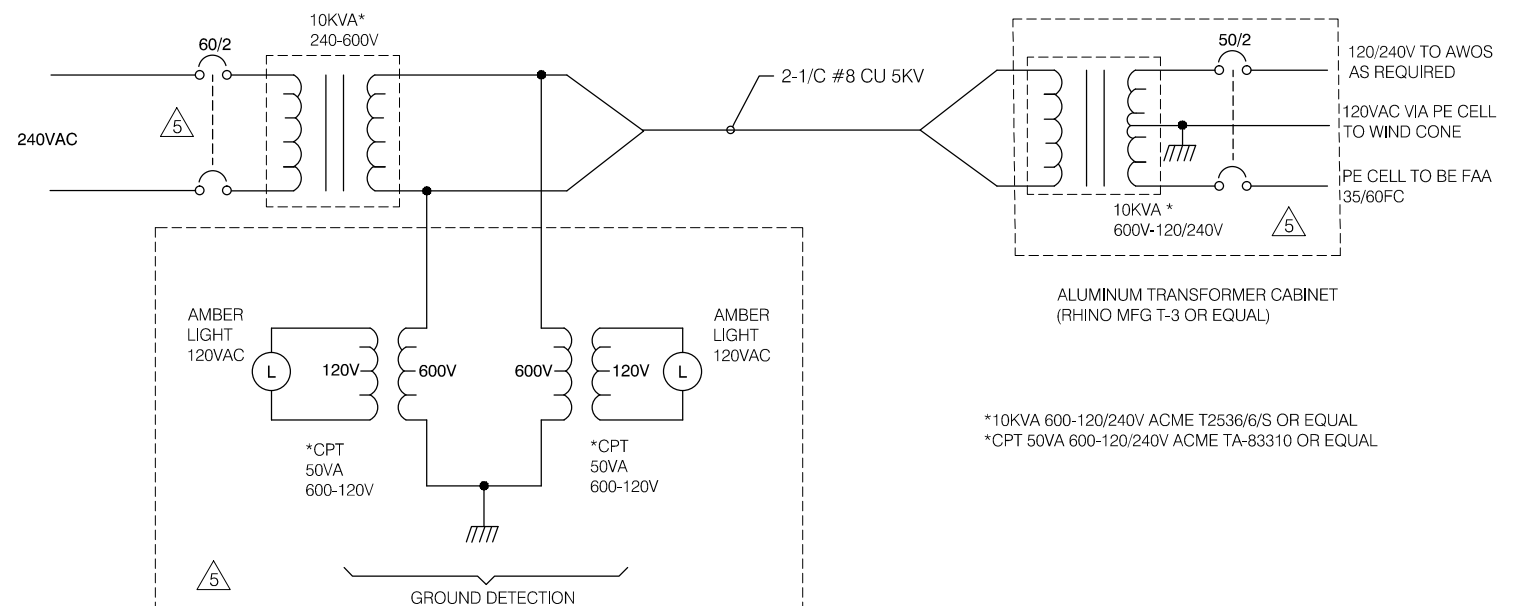 10KVA*
240-600V
60/2
240VAC
5
2-1/C #8 CU 5KV
50/2
120/240V TO AWOS
AS REQUIRED
120VAC VIA PE CELL
TO WIND CONE
PE CELL TO BE FAA
35/60FC
10KVA *
600V-120/240V
5
ALUMINUM TRANSFORMER CABINET
(RHINO MFG T-3 OR EQUAL)
AMBER
LIGHT
120VAC
L
120V
600V
600V
120V
L
AMBER
LIGHT
120VAC
*CPT
50VA
600-120V
*CPT
50VA
600-120V
*10KVA 600-120/240V ACME T2536/6/S OR EQUAL
*CPT 50VA 600-120/240V ACME TA-83310 OR EQUAL
5
GROUND DETECTION